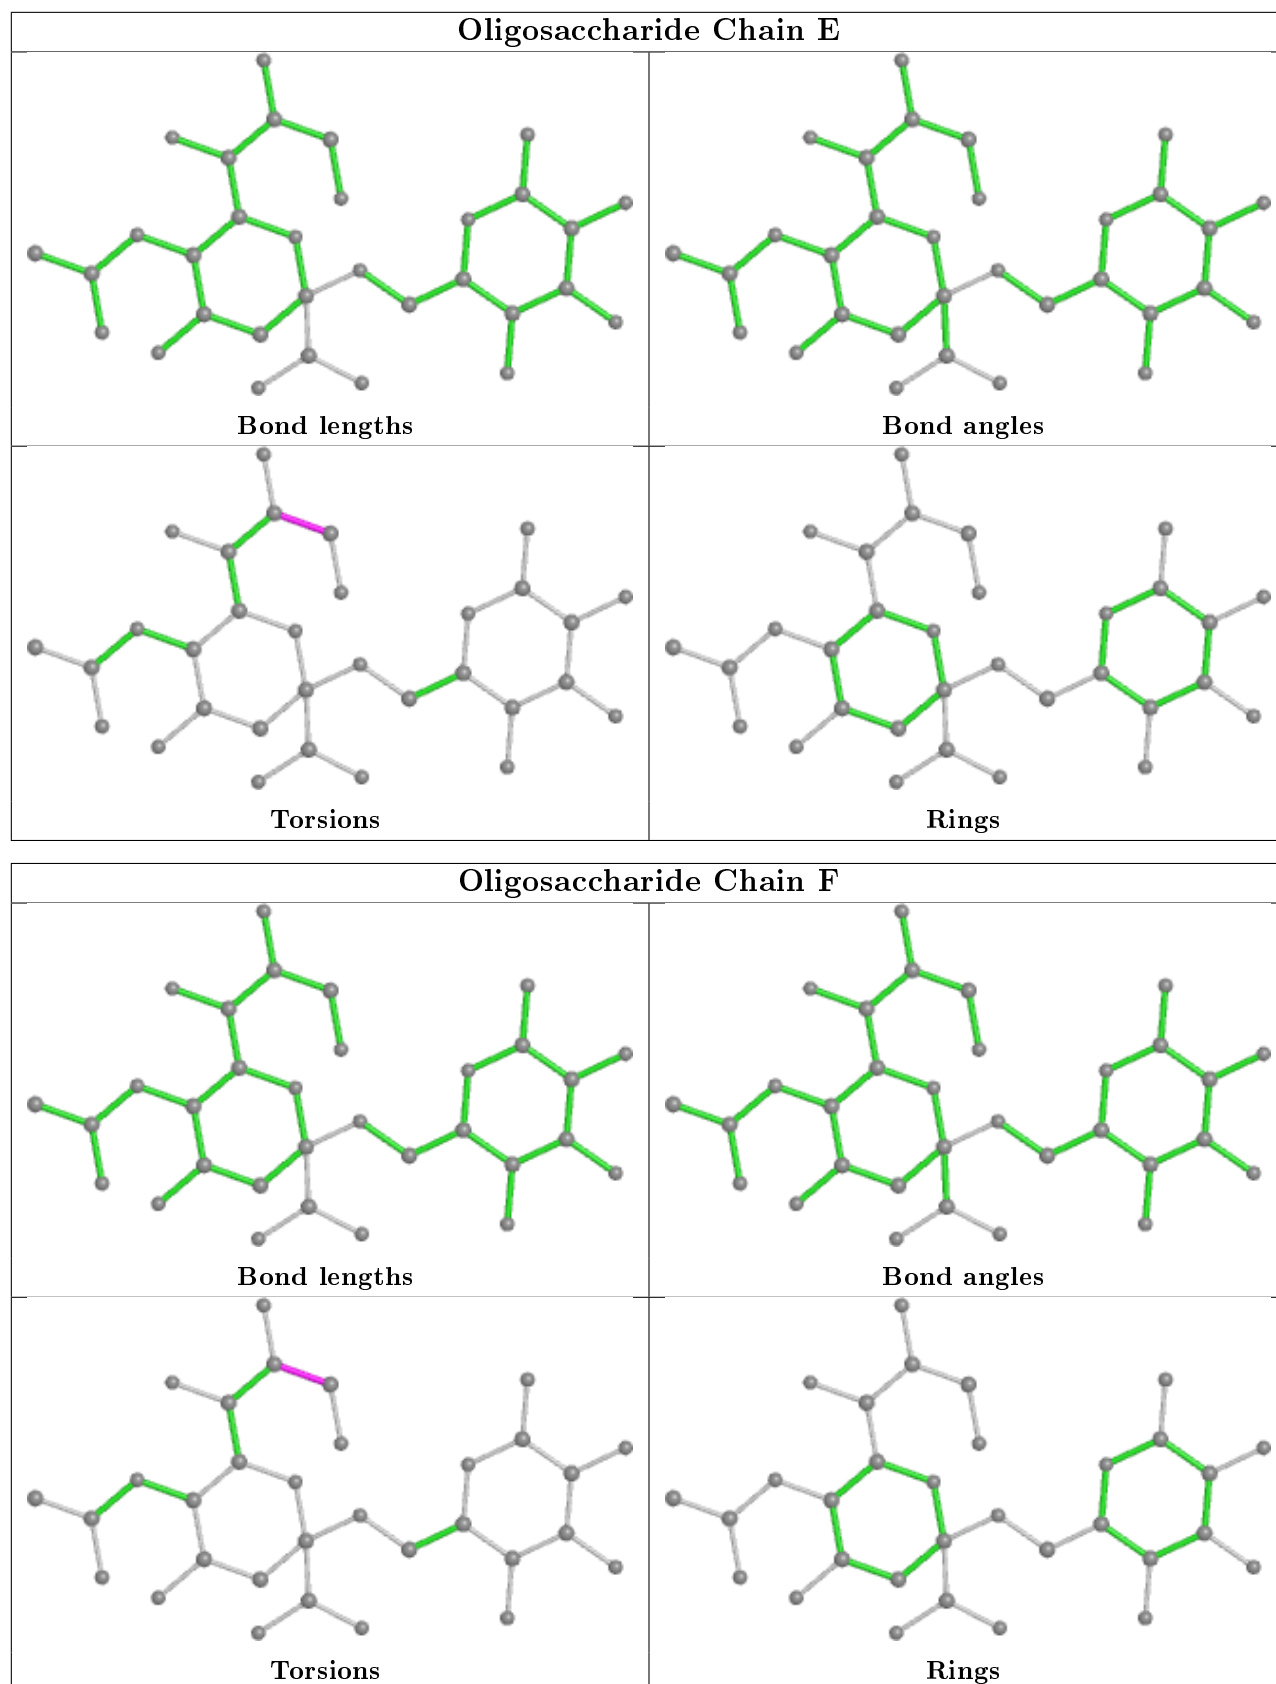 Oligosaccharide Chain E
Bond lengths
Bond angles
Torsions
Rings
Oligosaccharide Chain F
Bond lengths
Bond angles
Torsions
Rings